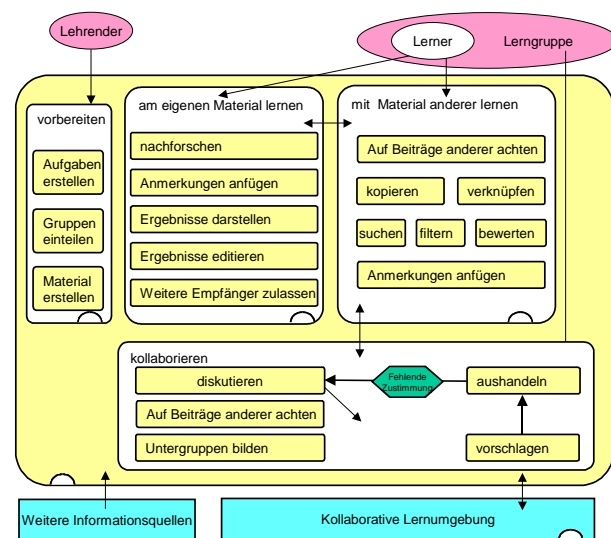 Lehrender
Lerner
Lerngruppe
vorbereiten
Aufgaben
erstellen
Gruppen
einteilen
Material
erstellen
am eigenen Material lernen
nachforschen
Anmerkungen anfügen
Ergebnisse darstellen
Ergebnisse editieren
Weitere Empfänger zulassen
mit Material anderer lernen
Auf Beiträge anderer achten
kopieren
verknüpfen
suchen
filtern
bewerten
Anmerkungen anfügen
kollaborieren
diskutieren
Fehlende
Zustimmung
aushandeln
Auf Beiträge anderer achten
Untergruppen bilden
vorschlagen
Weitere Informationsquellen
Kollaborative Lernumgebung